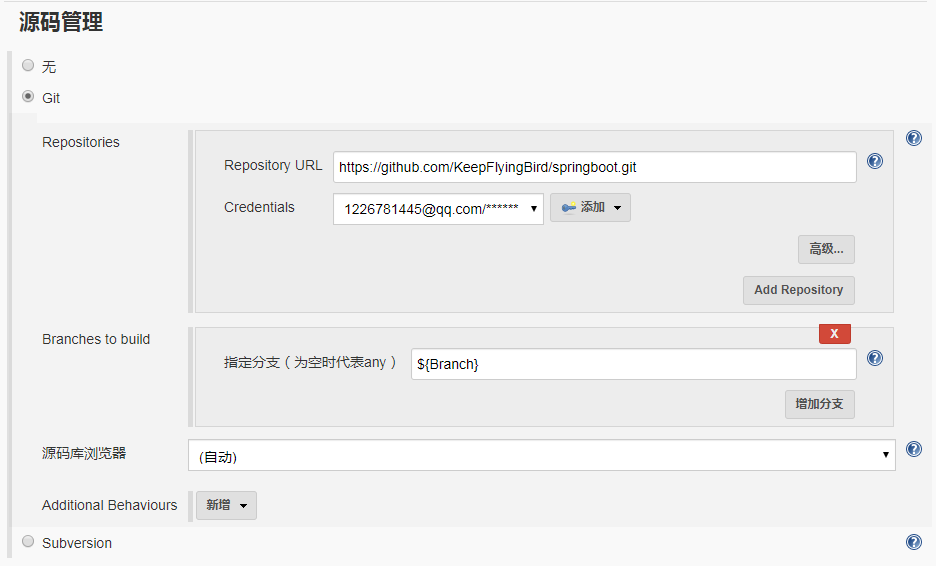 源码管理
无
Git
Repositories
Repository URL https://github.com/KeepFlyingBird/springboot.git
Credentials 1226781445@qq.com/****** 添加
高级...
Add Repository
Branches to build
X
指定分支（为空时代表any） ${Branch}
增加分支
源码库浏览器 (自动)
Additional Behaviours 新增
Subversion